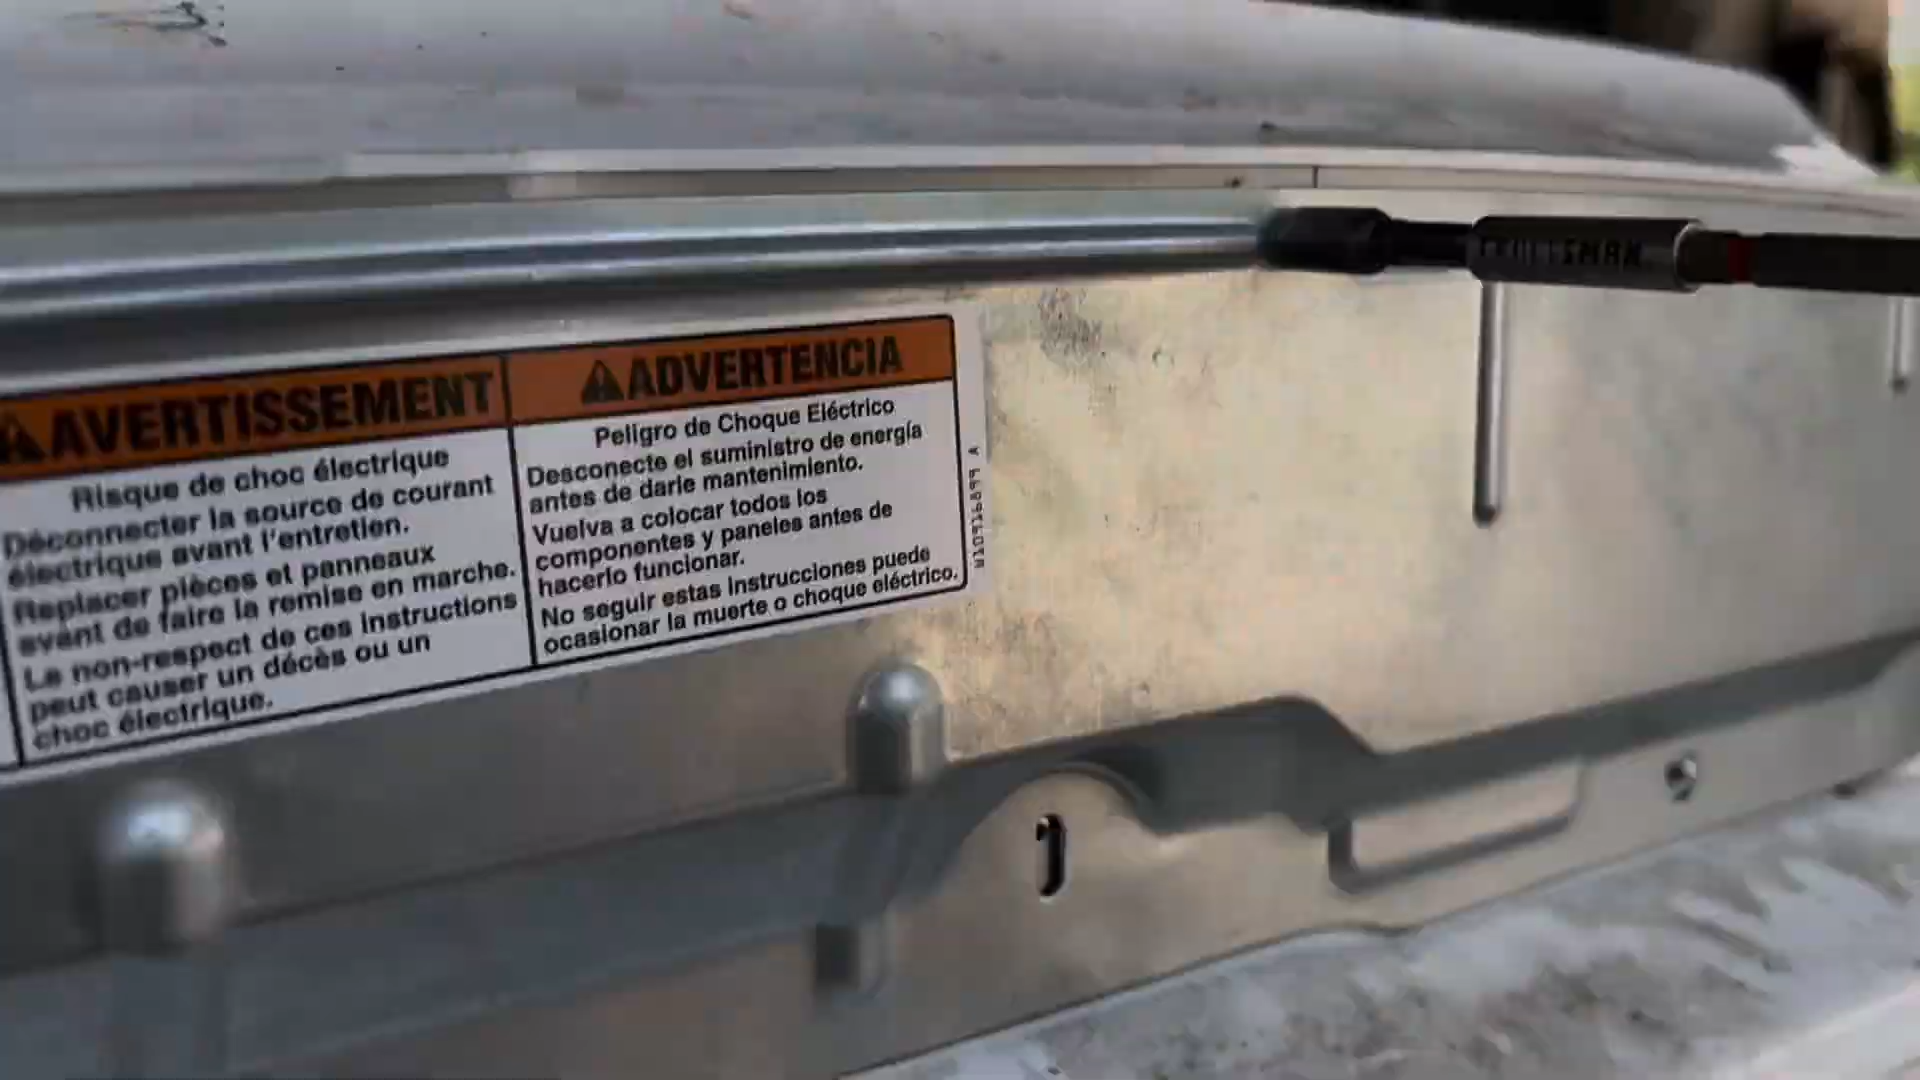 AVERTISSEMENT
Risque de choc électrique
Déconnecter la source de courant
électrique avant l'entretien.
Replacer pièces et panneaux
avant de faire la remise en marche.
Le non-respect de ces instructions
peut causer un décès ou un
choc électrique.
ADVERTENCIA
Peligro de Choque Eléctrico
Desconecte el suministro de energía
antes de darle mantenimiento.
Vuelva a colocar todos los
componentes y paneles antes de
hacerlo funcionar.
No seguir estas instrucciones puede
ocasionar la muerte o choque eléctrico.